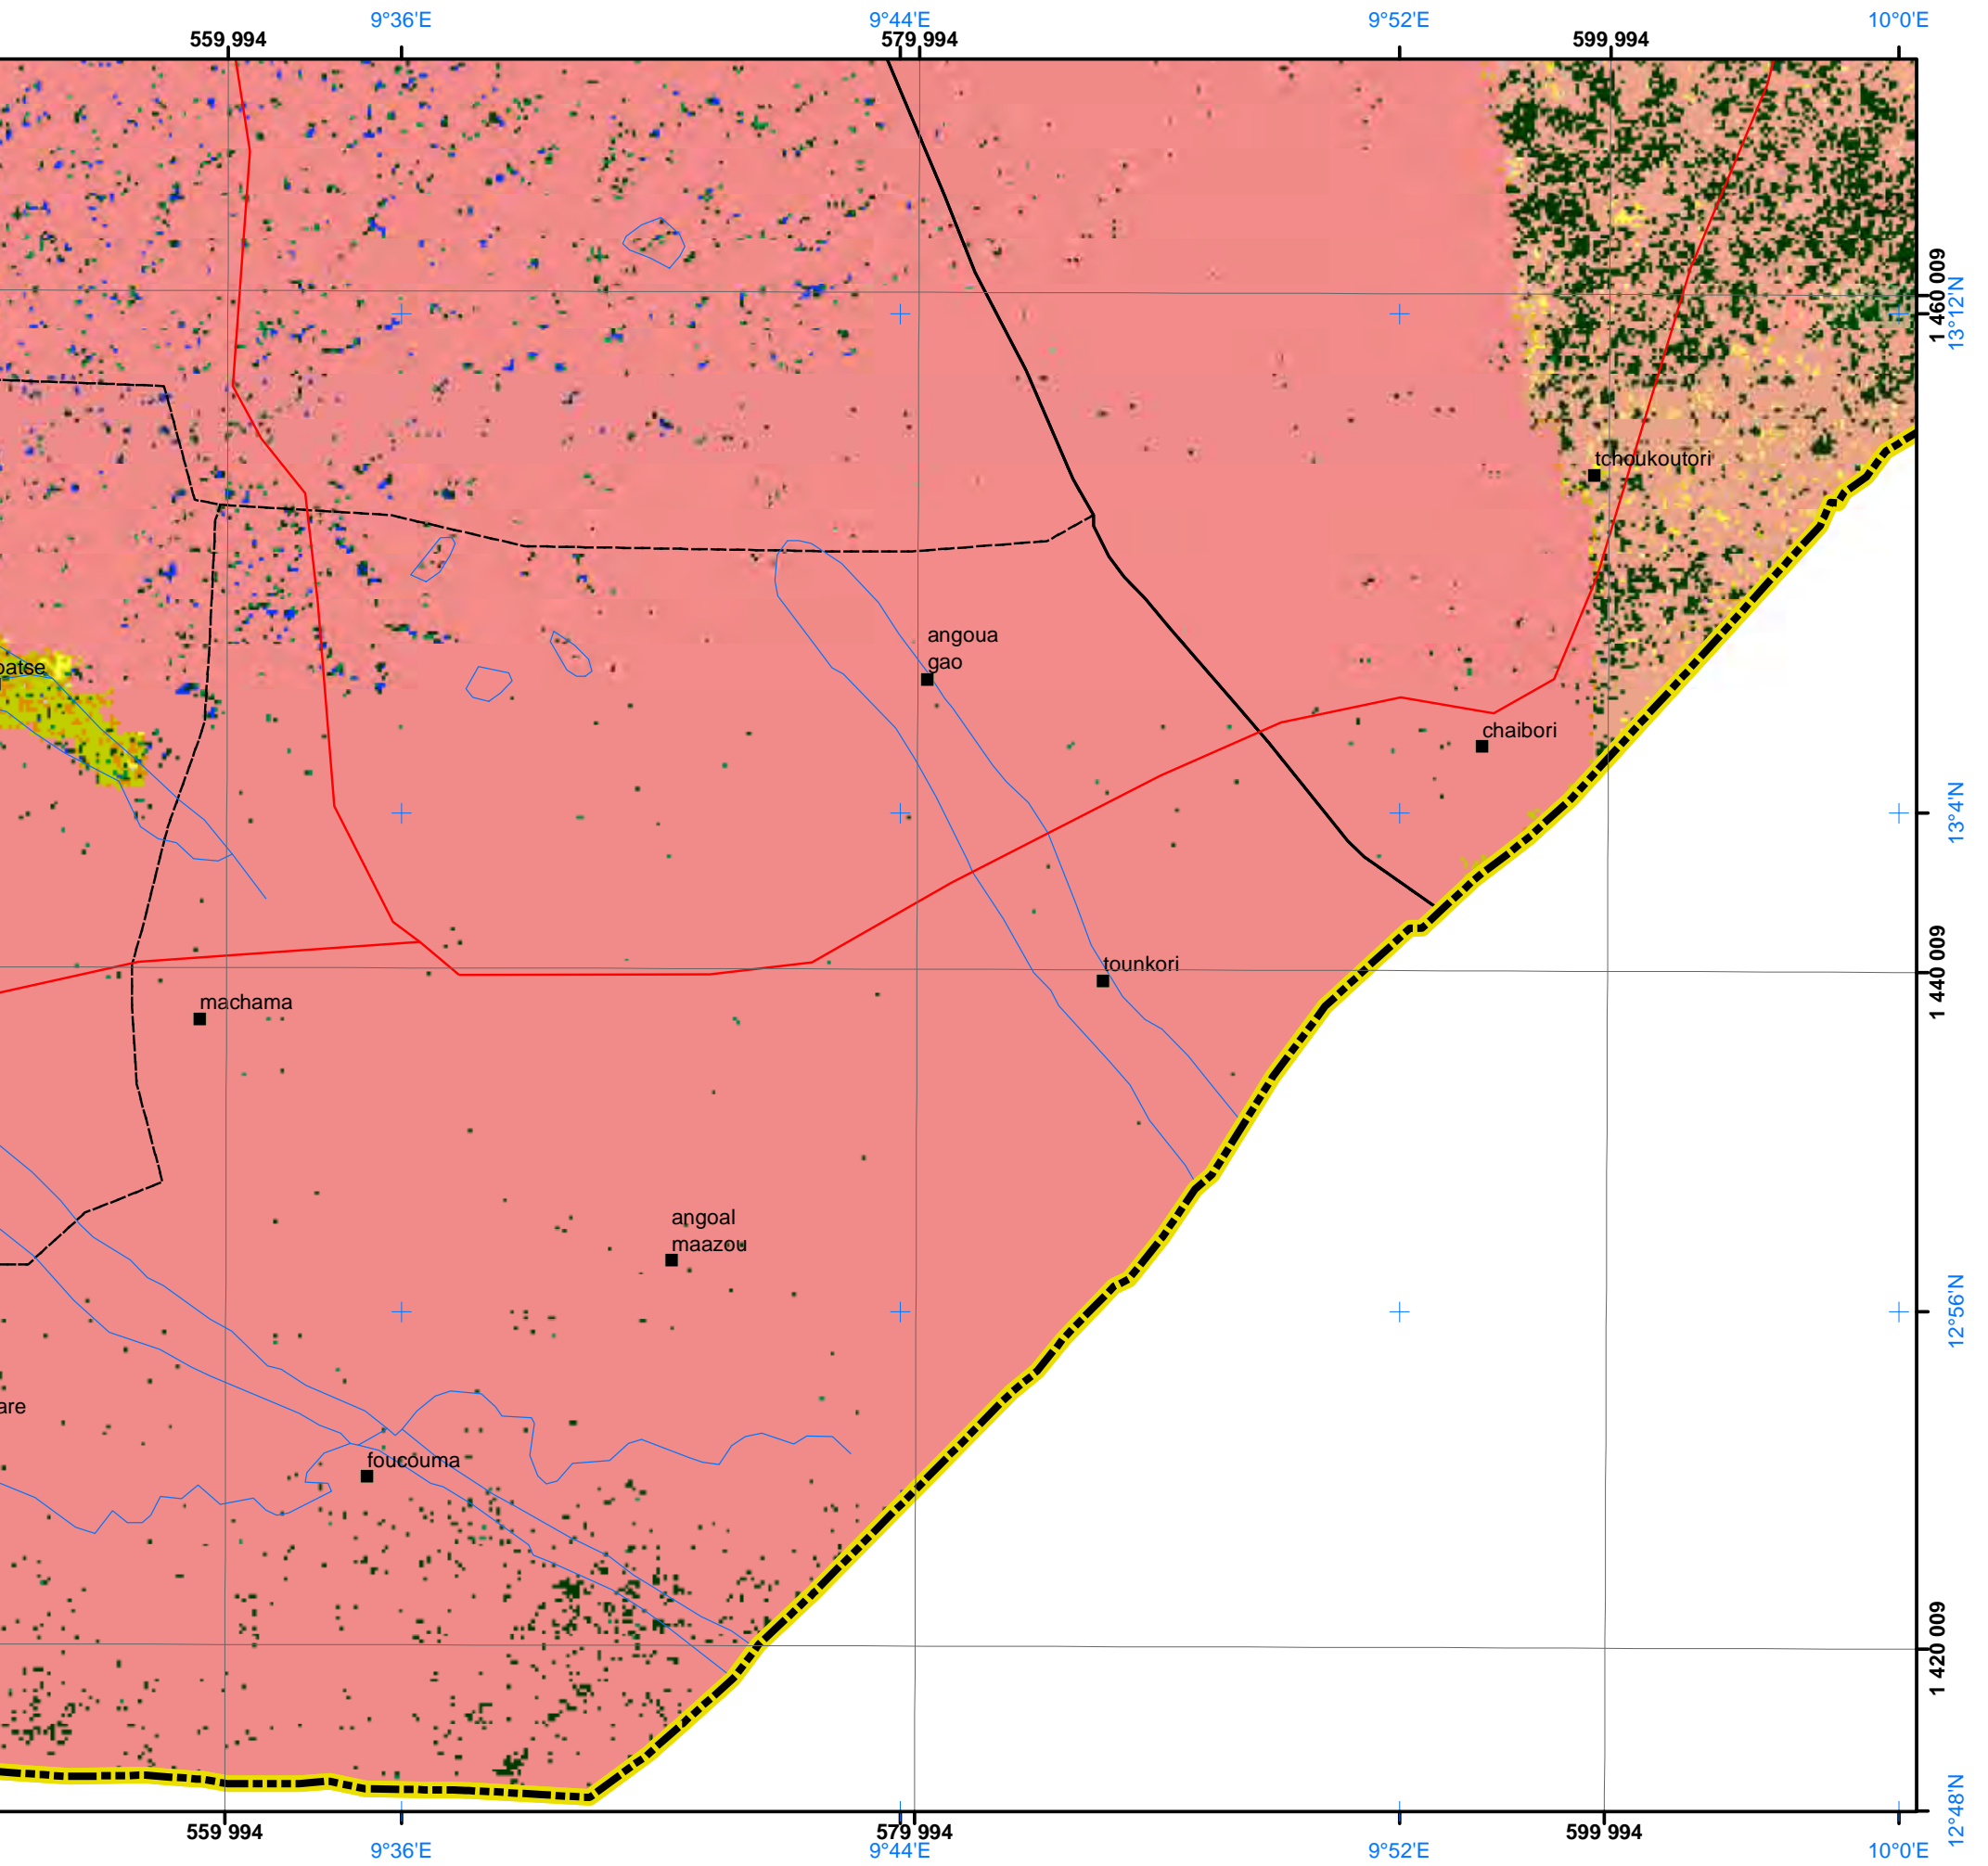 9°36'E
9°44'E
9°52'E
10°0'E
559 994
579 994
599 994
1 460 009
13°12'N
tchoukoutori
angoua
gao
patse
chaibori
13°4'N
tounkori
1 440 009
machama
angoal
maazou
12°56'N
are
foucouma
1 420 009
12°48'N
559 994
579 994
599 994
9°36'E
9°44'E
9°52'E
10°0'E